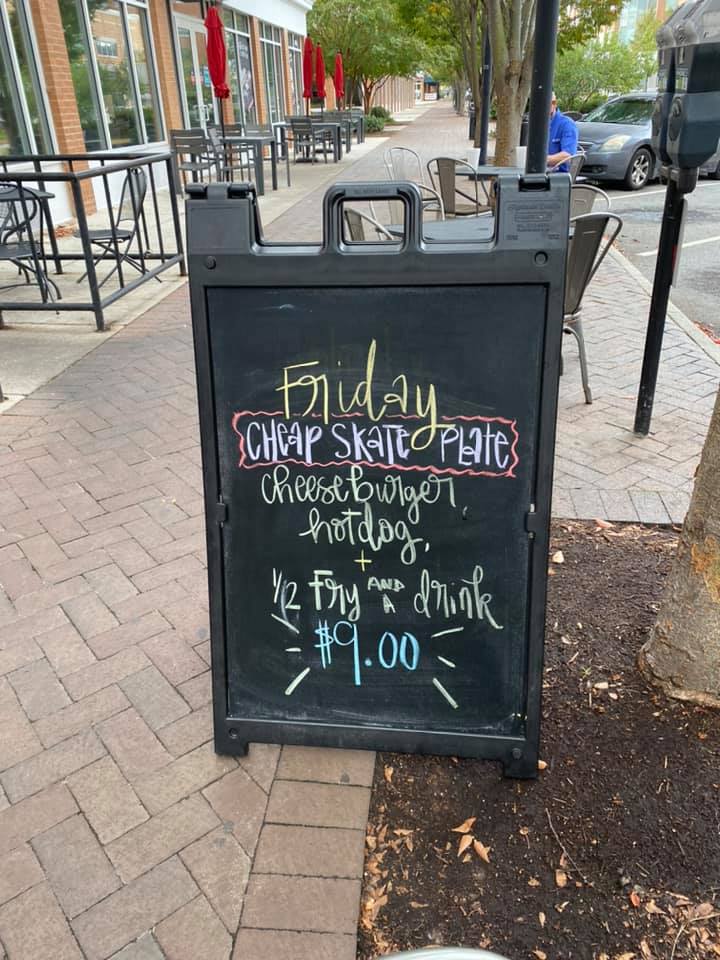 Friday
CHEAP SKATE PLATE
cheeseburger,
hotdog,
+
1/2 Fry AND A drink
$9.00